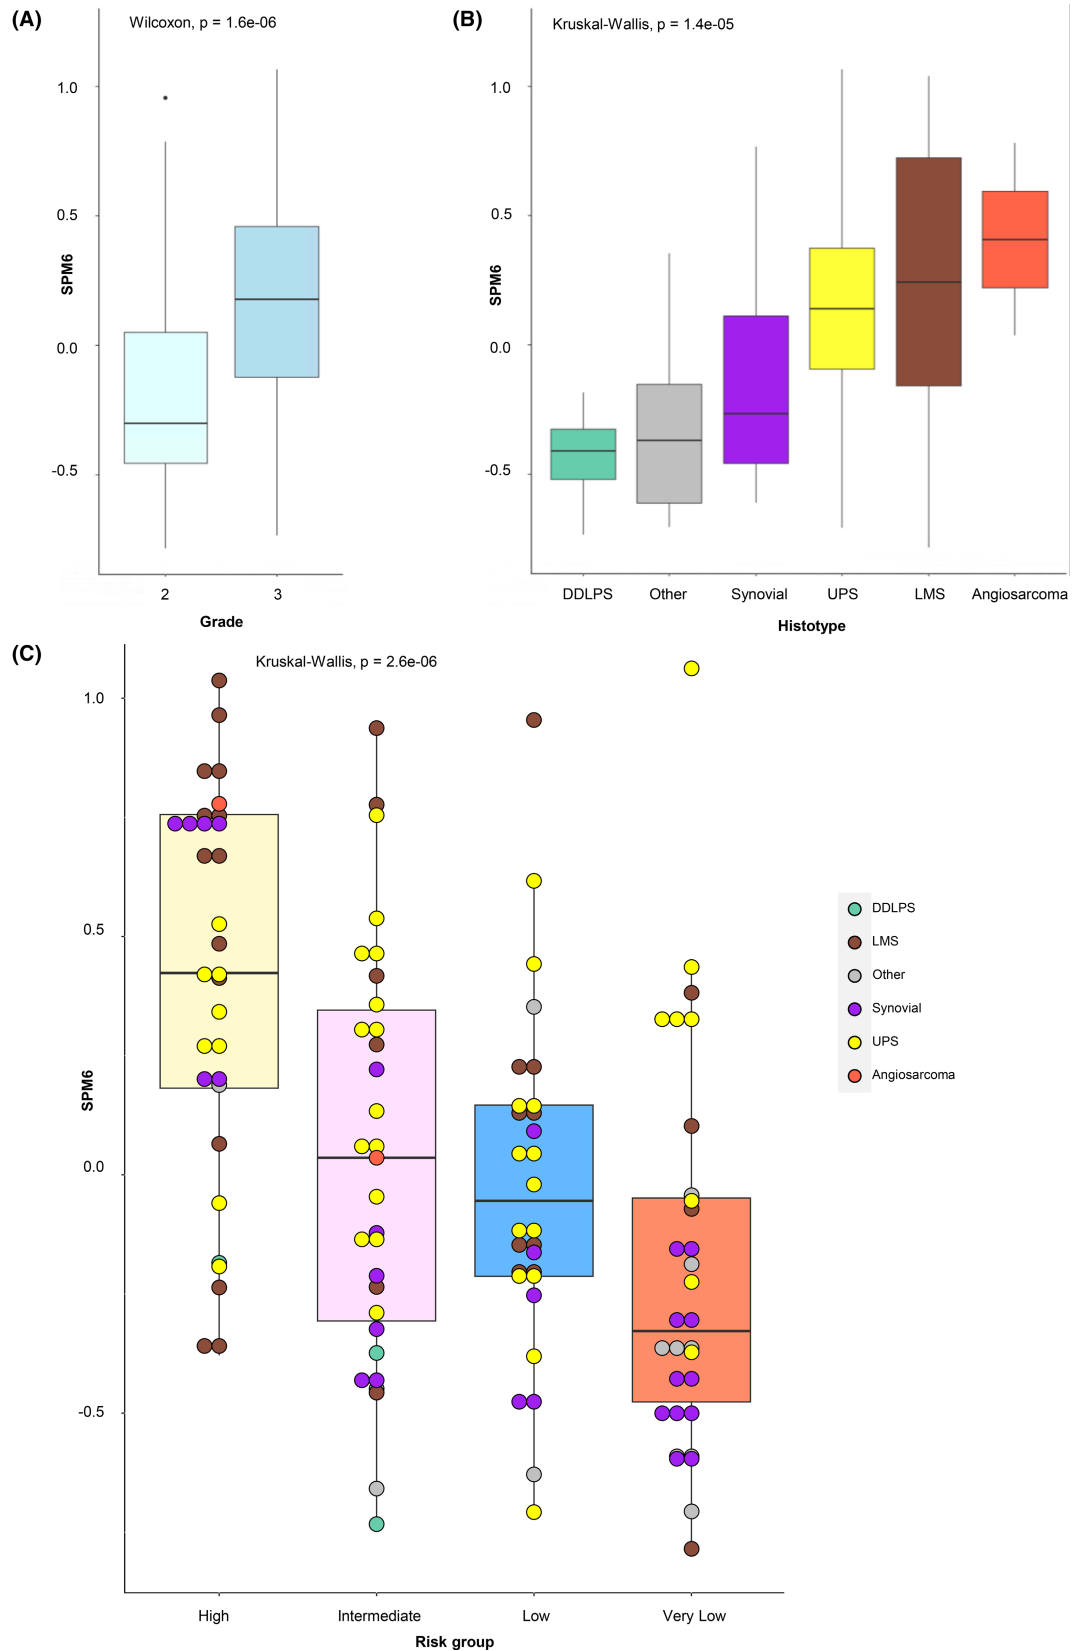 (A)
Wilcoxon, p = 1.6e-06
1.0
0.5
0.0
-0.5
SPM6
2
3
Grade
(B)
Kruskal-Wallis, p = 1.4e-05
1.0
0.5
0.0
-0.5
SPM6
DDLPS
Other
Synovial
UPS
LMS
Angiosarcoma
Histotype
(C)
Kruskal-Wallis, p = 2.6e-06
1.0
0.5
0.0
-0.5
SPM6
High
Intermediate
Low
Very Low
Risk group
DDLPS
LMS
Other
Synovial
UPS
Angiosarcoma